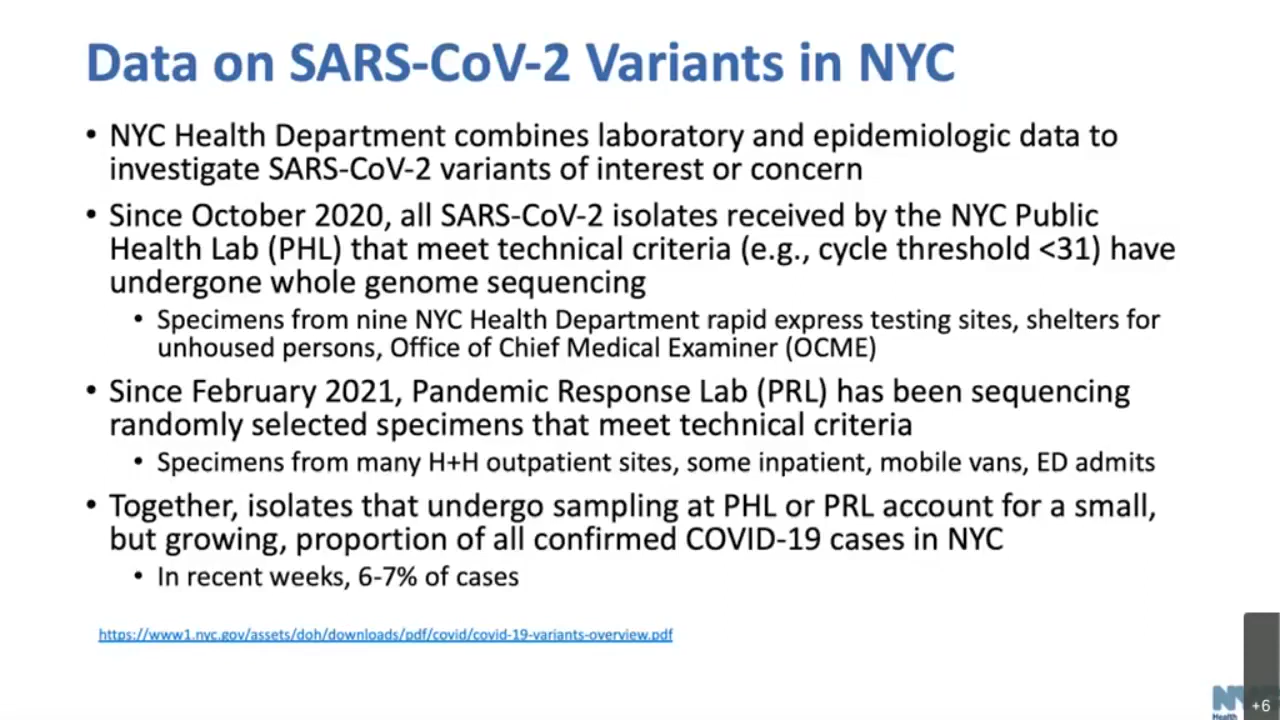 Data on SARS-CoV-2 Variants in NYC
• NYC Health Department combines laboratory and epidemiologic data to
investigate SARS-CoV-2 variants of interest or concern
• Since October 2020, all SARS-CoV-2 isolates received by the NYC Public
Health Lab (PHL) that meet technical criteria (e.g., cycle threshold <31) have
undergone whole genome sequencing
• Specimens from nine NYC Health Department rapid express testing sites, shelters for
unhoused persons, Office of Chief Medical Examiner (OCME)
• Since February 2021, Pandemic Response Lab (PRL) has been sequencing
randomly selected specimens that meet technical criteria
• Specimens from many H+H outpatient sites, some inpatient, mobile vans, ED admits
• Together, isolates that undergo sampling at PHL or PRL account for a small,
but growing, proportion of all confirmed COVID-19 cases in NYC
• In recent weeks, 6-7% of cases
https://www1.nyc.gov/assets/doh/downloads/pdf/covid/covid-19-variants-overview.pdf
Health
+6